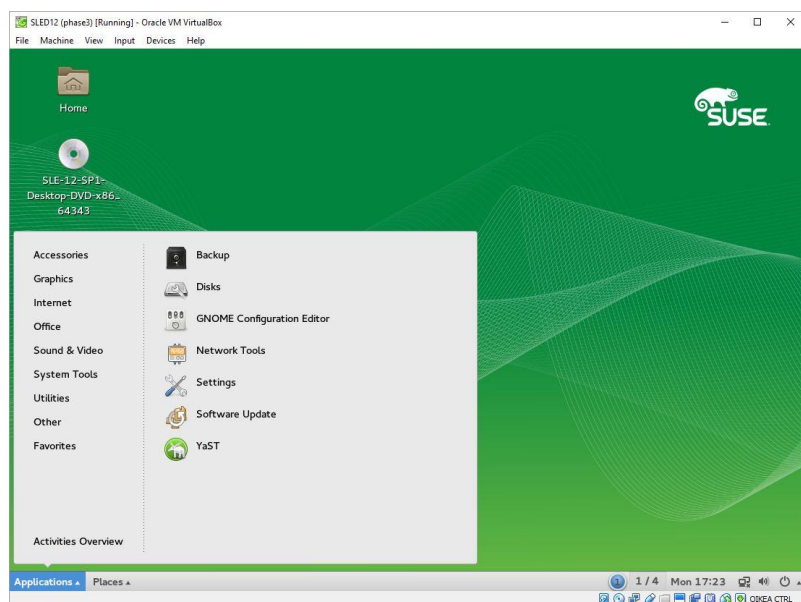 SLED12 (phase3) [Running] - Oracle VM VirtualBox
File Machine View Input Devices Help
Home
SUSE
SLE-12-SP1-
Desktop-DVD-x86_
64343
Accessories
Graphics
Internet
Office
Sound & Video
System Tools
Utilities
Other
Favorites
Activities Overview
Backup
Disks
GNOME Configuration Editor
Network Tools
Settings
Software Update
YaST
Applications Places 1 1 / 4 Mon 17:23
OIKEA CTRL